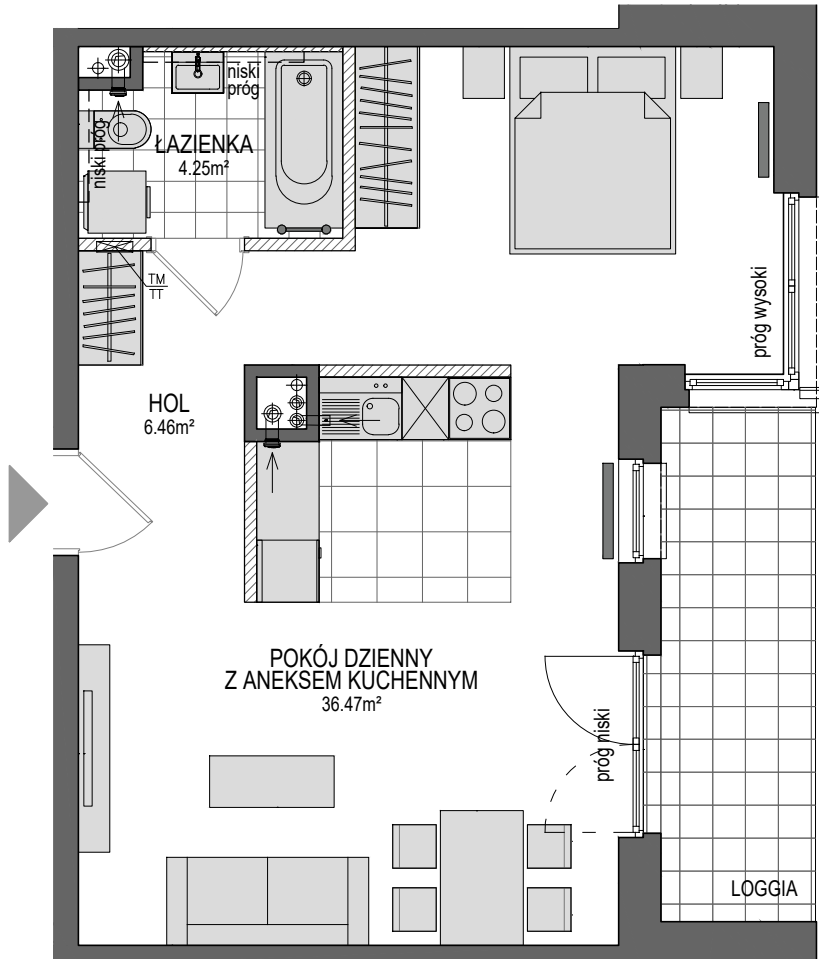 niski
próg
niski próg
ŁAZIENKA
4.25m²
TM
TT
próg wysoki
HOL
6.46m²
POKÓJ DZIENNY
Z ANEKSEM KUCHENNYM
36.47m²
próg niski
LOGGIA